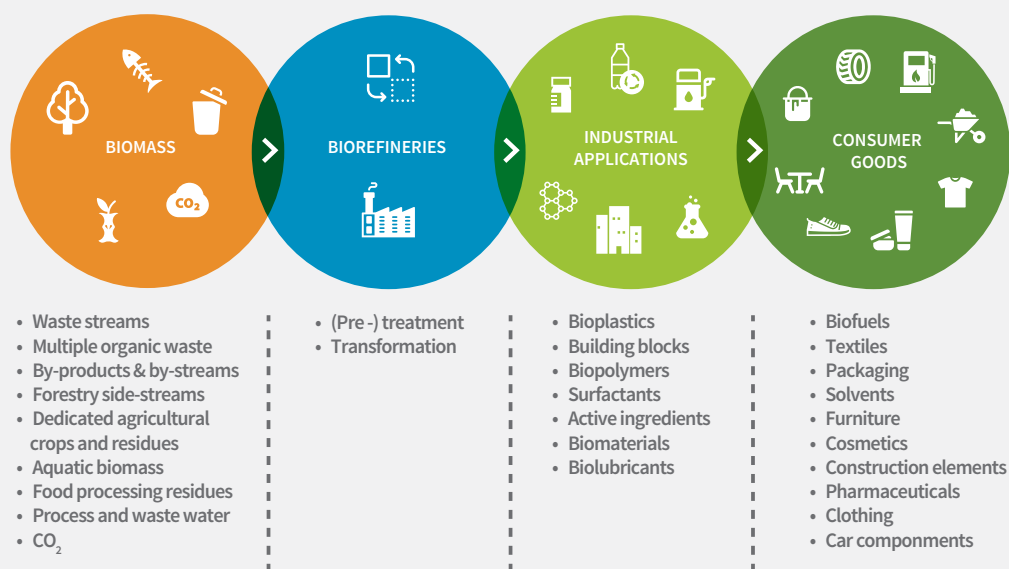 BIOMASS
CO₂
BIOREFINERIES
INDUSTRIAL
APPLICATIONS
CONSUMER
GOODS
• Waste streams
• Multiple organic waste
• By-products & by-streams
• Forestry side-streams
• Dedicated agricultural
crops and residues
• Aquatic biomass
• Food processing residues
• Process and waste water
• CO₂
• (Pre -) treatment
• Transformation
• Bioplastics
• Building blocks
• Biopolymers
• Surfactants
• Active ingredients
• Biomaterials
• Biolubricants
• Biofuels
• Textiles
• Packaging
• Solvents
• Furniture
• Cosmetics
• Construction elements
• Pharmaceuticals
• Clothing
• Car componments